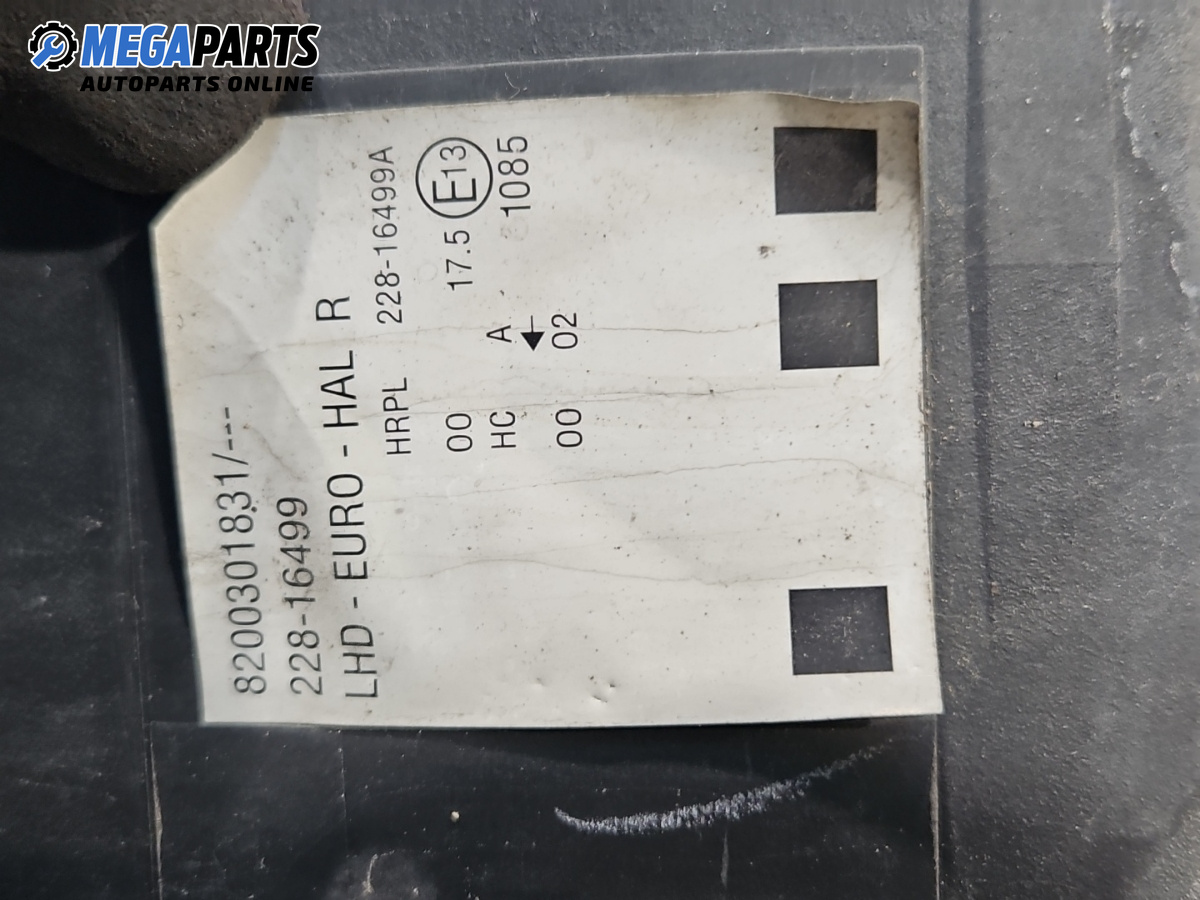 MEGAPARTS
AUTOPARTS ONLINE
8200301831/---
228-16499
LHD - EURO - HAL R
HRPL 228-16499A
00 17.5 E13
HC A 1085
00 02